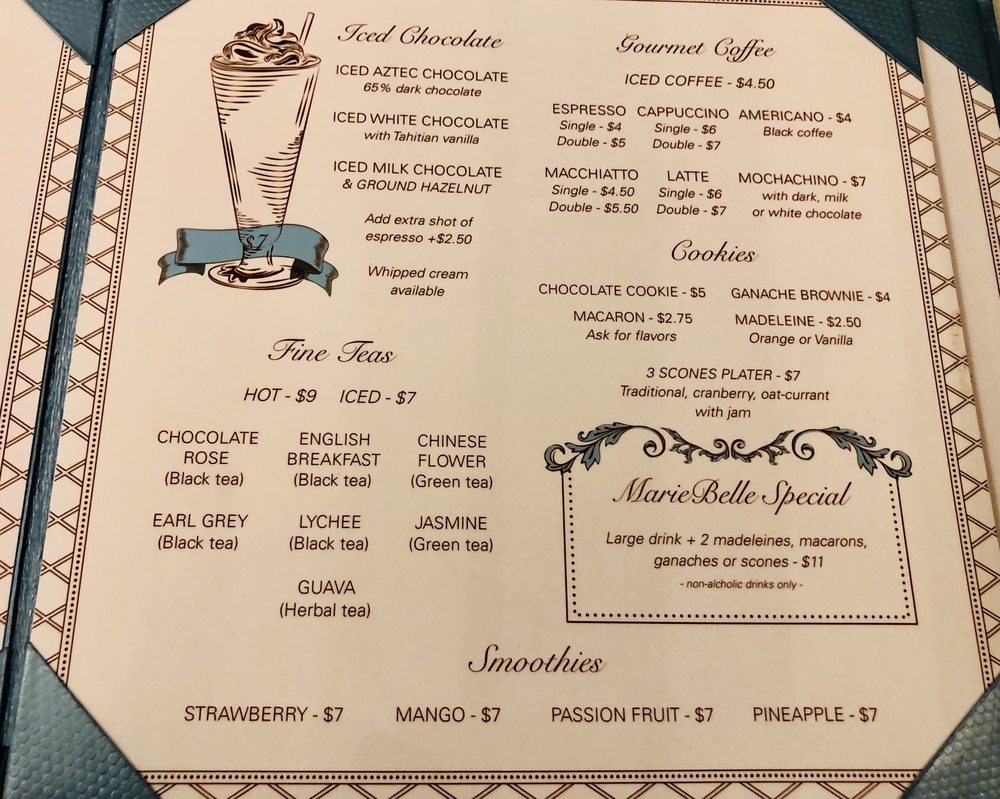 Iced Chocolate
ICED AZTEC CHOCOLATE
65% dark chocolate
ICED WHITE CHOCOLATE
with Tahitian vanilla
ICED MILK CHOCOLATE
& GROUND HAZELNUT
Add extra shot of
espresso +$2.50
Whipped cream
available
$7
Fine Teas
HOT - $9 ICED - $7
CHOCOLATE
ROSE
(Black tea)
ENGLISH
BREAKFAST
(Black tea)
CHINESE
FLOWER
(Green tea)
EARL GREY
(Black tea)
LYCHEE
(Black tea)
JASMINE
(Green tea)
GUAVA
(Herbal tea)
Gourmet Coffee
ICED COFFEE - $4.50
ESPRESSO
Single - $4
Double - $5
CAPPUCCINO
Single - $6
Double - $7
AMERICANO - $4
Black coffee
MACCHIATTO
Single - $4.50
Double - $5.50
LATTE
Single - $6
Double - $7
MOCHACHINO - $7
with dark, milk
or white chocolate
Cookies
CHOCOLATE COOKIE - $5
GANACHE BROWNIE - $4
MACARON - $2.75
Ask for flavors
MADELEINE - $2.50
Orange or Vanilla
3 SCONES PLATER - $7
Traditional, cranberry, oat-currant
with jam
MarieBelle Special
Large drink + 2 madeleines, macarons,
ganaches or scones - $11
- non-alcholic drinks only -
Smoothies
STRAWBERRY - $7 MANGO - $7 PASSION FRUIT - $7 PINEAPPLE - $7